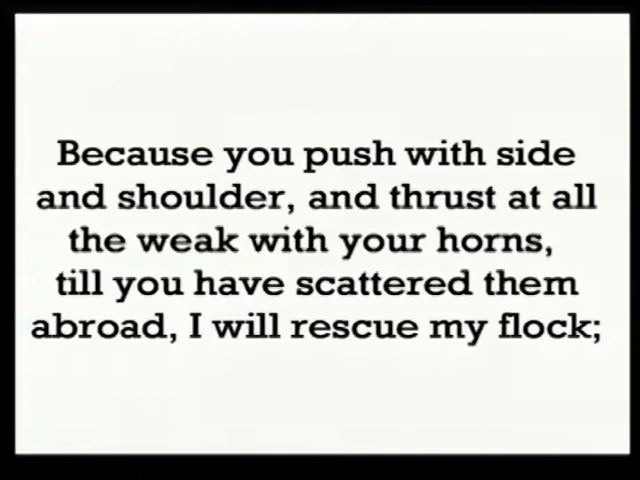 Because you push with side
and shoulder, and thrust at all
the weak with your horns,
till you have scattered them
abroad, I will rescue my flock;